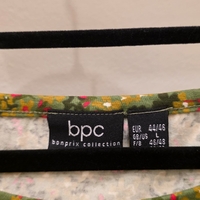 bpc
bonprix collection
EUR 44/46
GB/US L
F/B 46/48